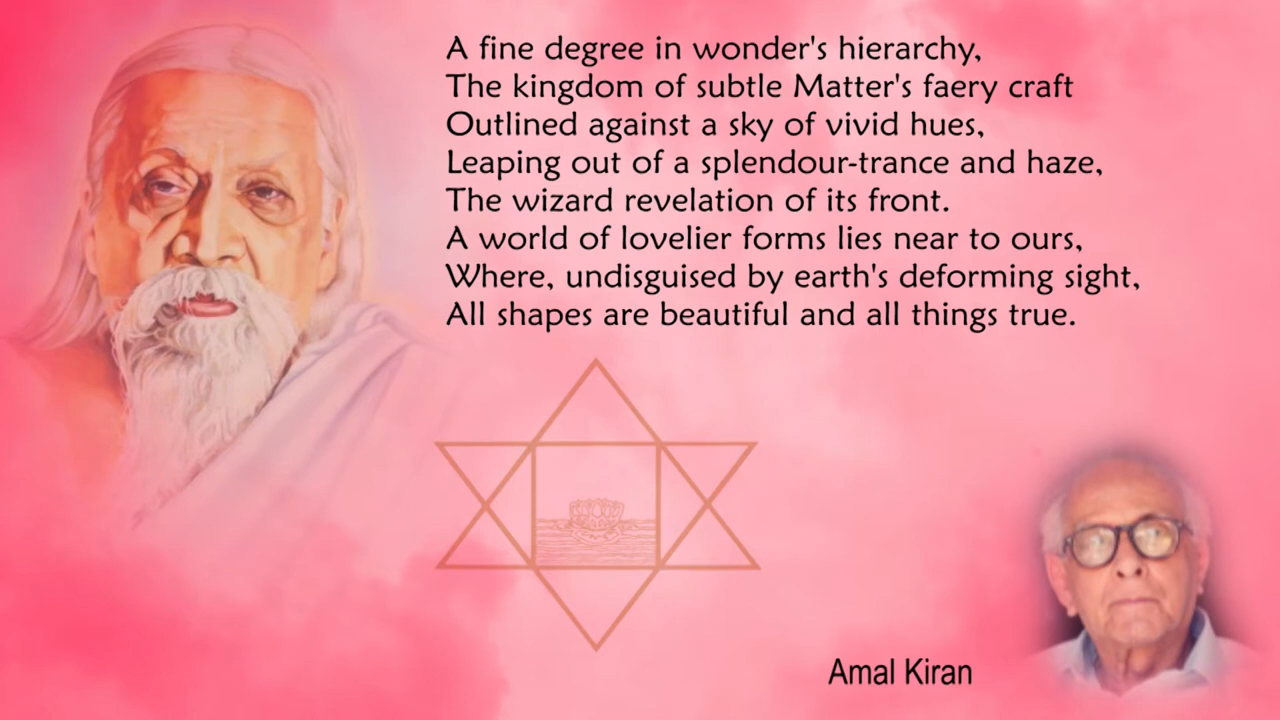 A fine degree in wonder's hierarchy,
The kingdom of subtle Matter's faery craft
Outlined against a sky of vivid hues,
Leaping out of a splendour-trance and haze,
The wizard revelation of its front.
A world of lovelier forms lies near to ours,
Where, undisguised by earth's deforming sight,
All shapes are beautiful and all things true.
Amal Kiran